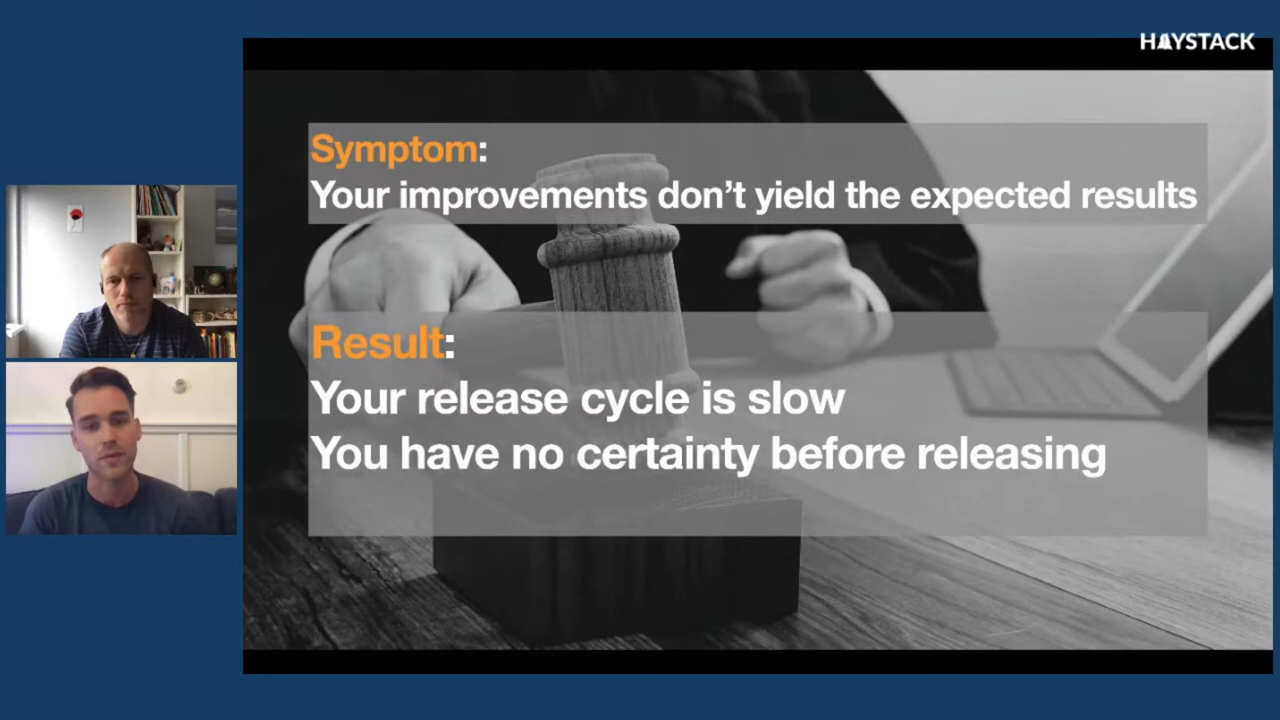 HAYSTACK
Symptom:
Your improvements don’t yield the expected results
Result:
Your release cycle is slow
You have no certainty before releasing